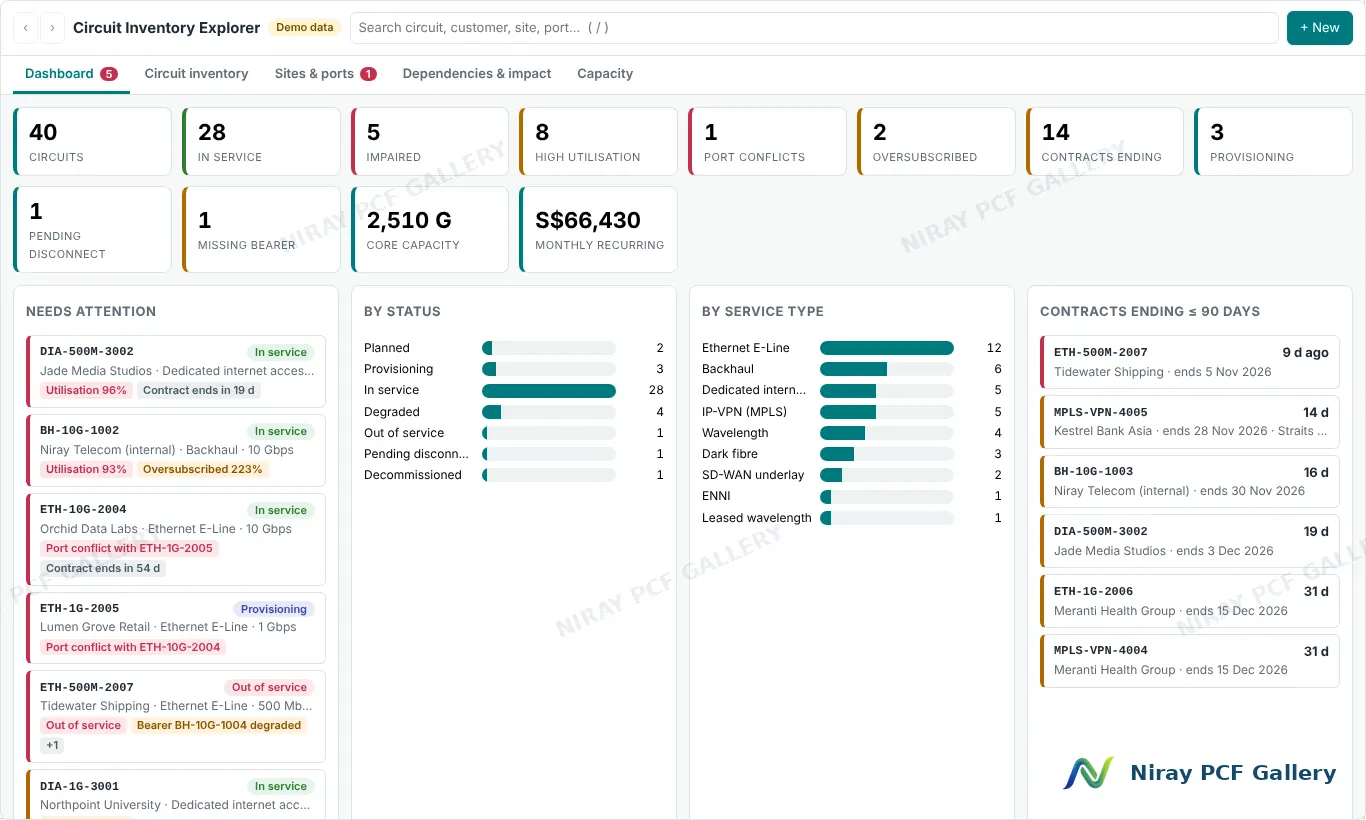 ‹ › Circuit Inventory Explorer Demo data Search circuit, customer, site, port... ( / ) + New
Dashboard 5 Circuit inventory Sites & ports 1 Dependencies & impact Capacity
40
CIRCUITS
28
IN SERVICE
5
IMPAIRED
8
HIGH UTILISATION
1
PORT CONFLICTS
2
OVERSUBSCRIBED
14
CONTRACTS ENDING
3
PROVISIONING
1
PENDING
DISCONNECT
1
MISSING BEARER
2,510 G
CORE CAPACITY
S$66,430
MONTHLY RECURRING
NEEDS ATTENTION
DIA-500M-3002 In service
Jade Media Studios · Dedicated internet acces...
Utilisation 96% Contract ends in 19 d
BH-10G-1002 In service
Niray Telecom (internal) · Backhaul · 10 Gbps
Utilisation 93% Oversubscribed 223%
ETH-10G-2004 In service
Orchid Data Labs · Ethernet E-Line · 10 Gbps
Port conflict with ETH-1G-2005
Contract ends in 54 d
ETH-1G-2005 Provisioning
Lumen Grove Retail · Ethernet E-Line · 1 Gbps
Port conflict with ETH-10G-2004
ETH-500M-2007 Out of service
Tidewater Shipping · Ethernet E-Line · 500 Mb...
Out of service Bearer BH-10G-1004 degraded
+1
DIA-1G-3001 In service
Northpoint University · Dedicated internet acc...
BY STATUS
Planned 2
Provisioning 3
In service 28
Degraded 4
Out of service 1
Pending disconn... 1
Decommissioned 1
BY SERVICE TYPE
Ethernet E-Line 12
Backhaul 6
Dedicated intern... 5
IP-VPN (MPLS) 5
Wavelength 4
Dark fibre 3
SD-WAN underlay 2
ENNI 1
Leased wavelength 1
CONTRACTS ENDING ≤ 90 DAYS
ETH-500M-2007 9 d ago
Tidewater Shipping · ends 5 Nov 2026
MPLS-VPN-4005 14 d
Kestrel Bank Asia · ends 28 Nov 2026 · Straits ...
BH-10G-1003 16 d
Niray Telecom (internal) · ends 30 Nov 2026
DIA-500M-3002 19 d
Jade Media Studios · ends 3 Dec 2026
ETH-1G-2006 31 d
Meranti Health Group · ends 15 Dec 2026
MPLS-VPN-4004 31 d
Meranti Health Group · ends 15 Dec 2026
Niray PCF Gallery
NIRAY PCF GALLERY
NIRAY PCF GALLERY
PCF GALLERY
NIRAY PCF GALLERY
NIRAY PCF GALLERY